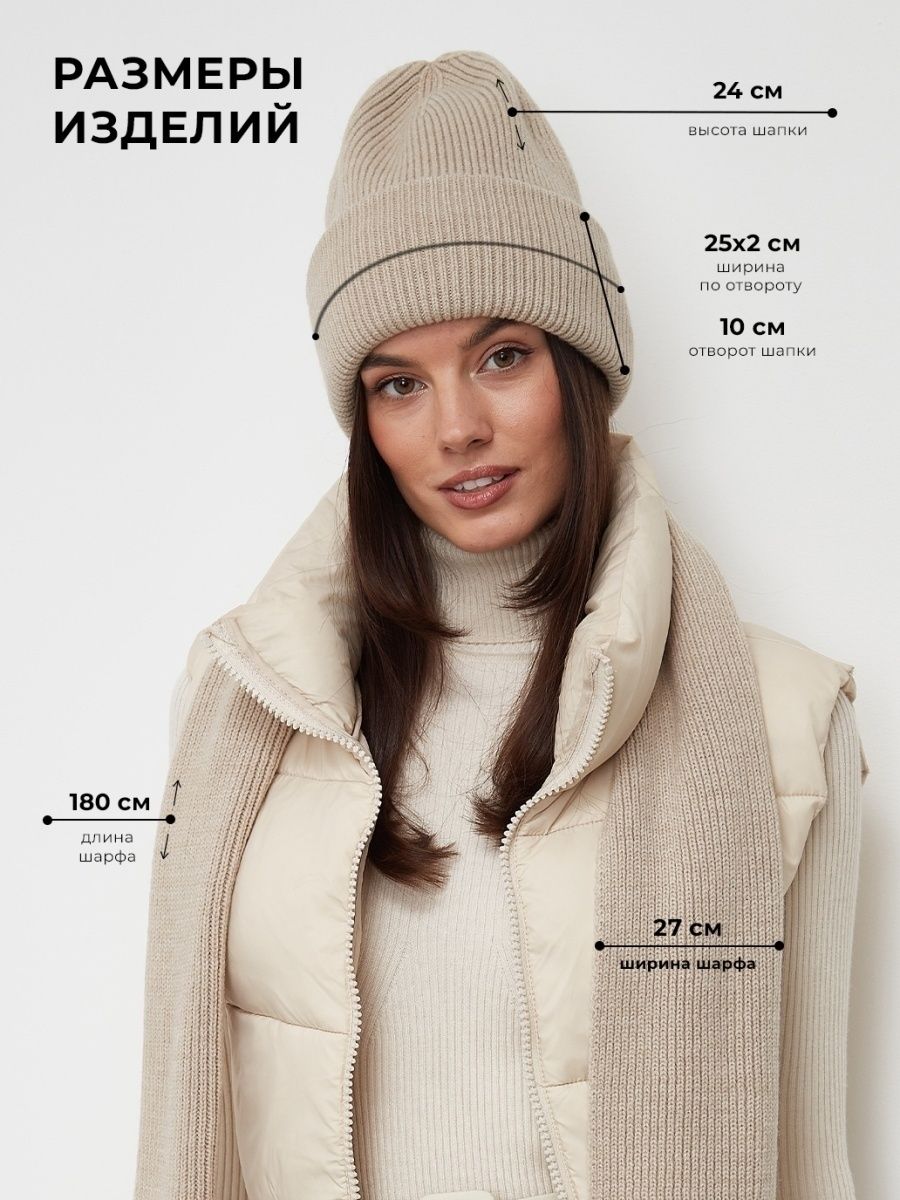 РАЗМЕРЫ
ИЗДЕЛИЙ
24 см
высота шапки
25х2 см
ширина
по отвороту
10 см
отворот шапки
180 см
длина
шарфа
27 см
ширина шарфа